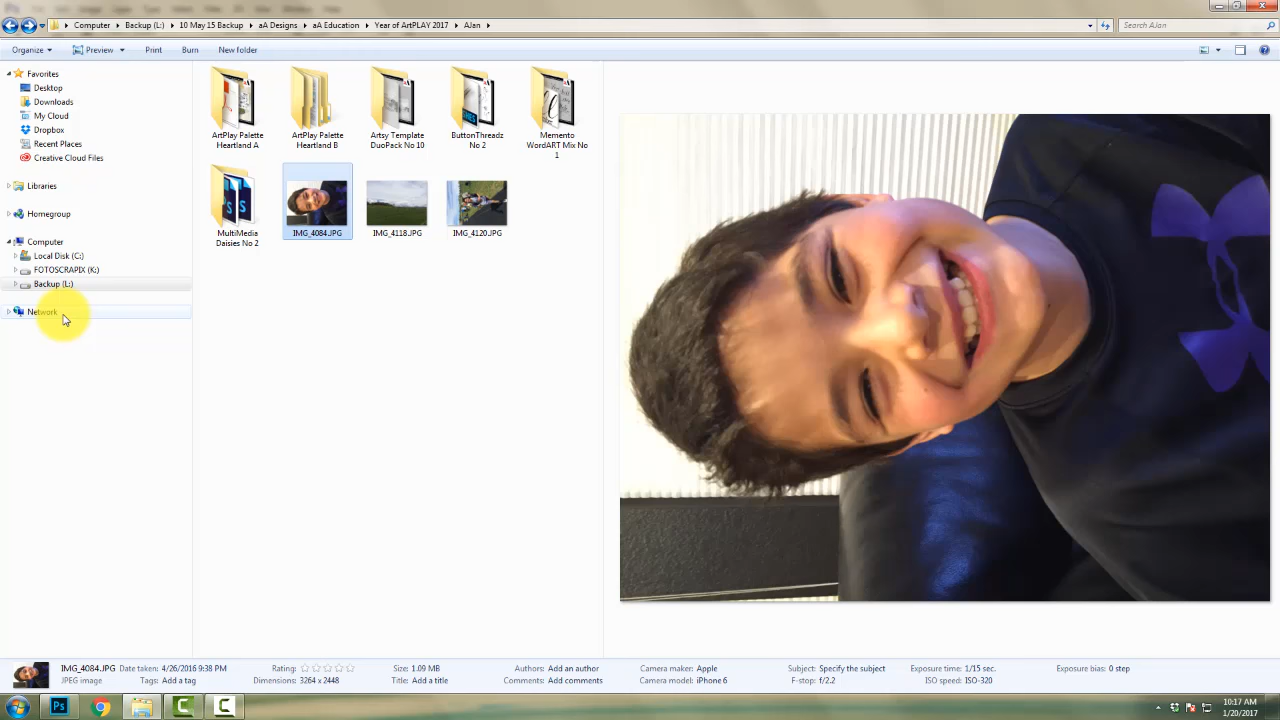 Computer ▸ Backup (L:) ▸ 10 May 15 Backup ▸ aA Designs ▸ aA Education ▸ Year of ArtPLAY 2017 ▸ AJan ▸
Search AJan
Organize Preview Print Burn New folder
Favorites
Desktop
Downloads
My Cloud
Dropbox
Recent Places
Creative Cloud Files
Libraries
Homegroup
Computer
Local Disk (C:)
FOTOSCRAPIX (K:)
Backup (L:)
Network
ArtPlay Palette
Heartland A
ArtPlay Palette
Heartland B
Artsy Template
DuoPack No 10
ButtonThreadz
No 2
Memento
WordART Mix No
1
MultiMedia
Daisies No 2
IMG_4084.JPG
IMG_4118.JPG
IMG_4120.JPG
IMG_4084.JPG Date taken: 4/26/2016 9:38 PM Rating: Size: 1.09 MB Authors: Add an author Camera maker: Apple Subject: Specify the subject Exposure time: 1/15 sec. Exposure bias: 0 step
JPEG image Tags: Add a tag Dimensions: 3264 x 2448 Title: Add a title Comments: Add comments Camera model: iPhone 6 F-stop: f/2.2 ISO speed: ISO-320
Ps
10:17 AM
1/20/2017